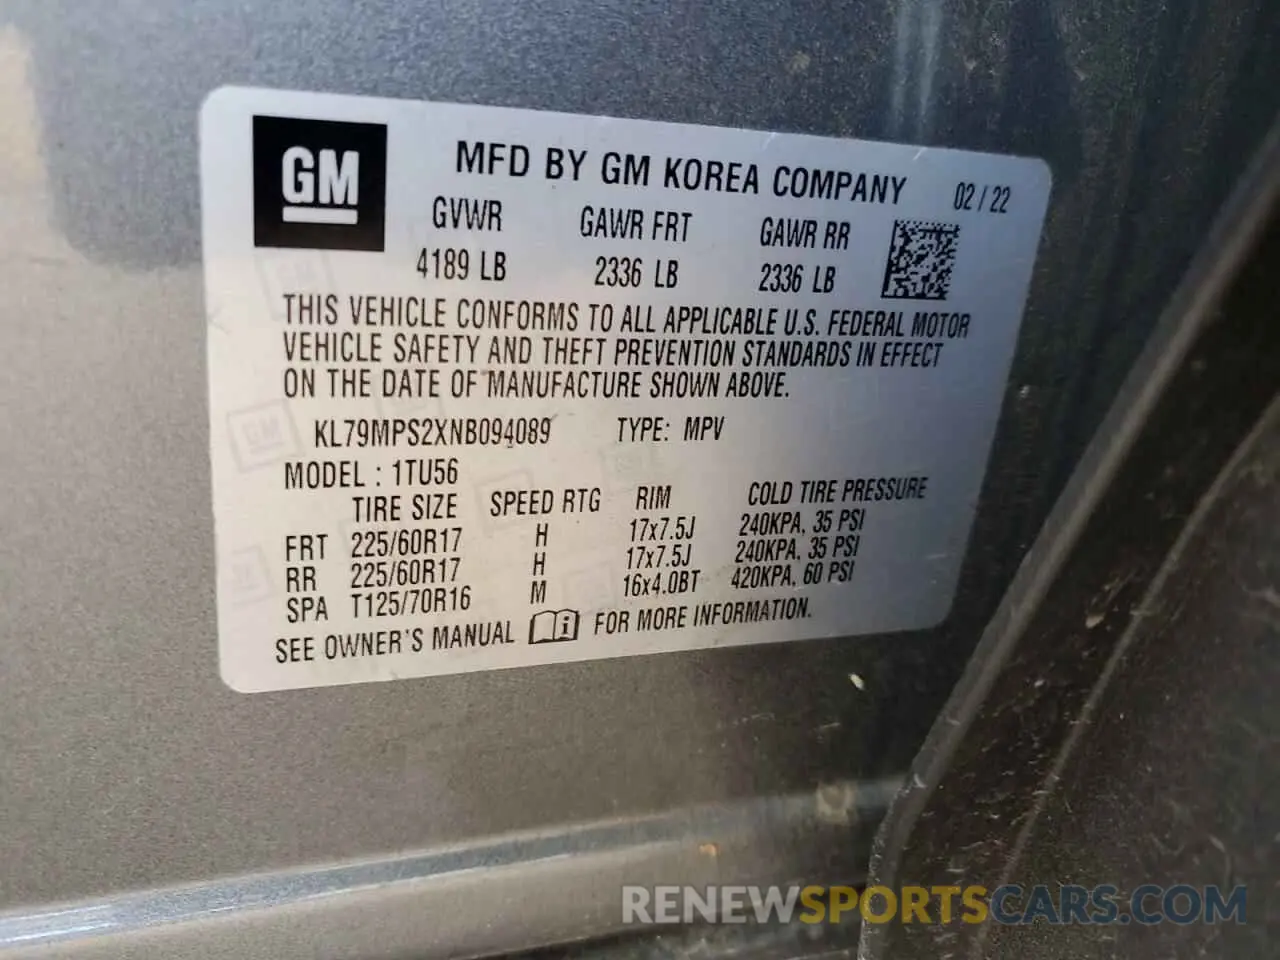 GM
MFD BY GM KOREA COMPANY 02 / 22
GVWR GAWR FRT GAWR RR
4189 LB 2336 LB 2336 LB
THIS VEHICLE CONFORMS TO ALL APPLICABLE U.S. FEDERAL MOTOR
VEHICLE SAFETY AND THEFT PREVENTION STANDARDS IN EFFECT
ON THE DATE OF MANUFACTURE SHOWN ABOVE.
KL79MPS2XNB094089 TYPE: MPV
MODEL : 1TU56
TIRE SIZE SPEED RTG RIM COLD TIRE PRESSURE
FRT 225/60R17 H 17x7.5J 240KPA, 35 PSI
RR 225/60R17 H 17x7.5J 240KPA, 35 PSI
SPA T125/70R16 M 16x4.0BT 420KPA, 60 PSI
SEE OWNER'S MANUAL i FOR MORE INFORMATION.
RENEWSPORTSCARS.COM